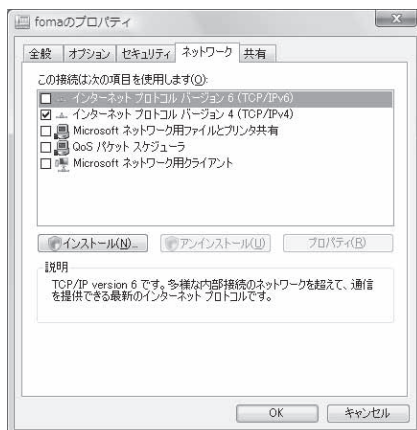 fomaのプロパティ
全般 オプション セキュリティ ネットワーク 共有
この接続は次の項目を使用します(O):
インターネット プロトコル バージョン 6 (TCP/IPv6)
インターネット プロトコル バージョン 4 (TCP/IPv4)
Microsoft ネットワーク用ファイルとプリンタ共有
QoS パケット スケジューラ
Microsoft ネットワーク用クライアント
インストール(N)... アンインストール(U) プロパティ(R)
説明
TCP/IP version 6 です。多様な内部接続のネットワークを超えて、通信
を提供できる最新のインターネット プロトコルです。
OK キャンセル